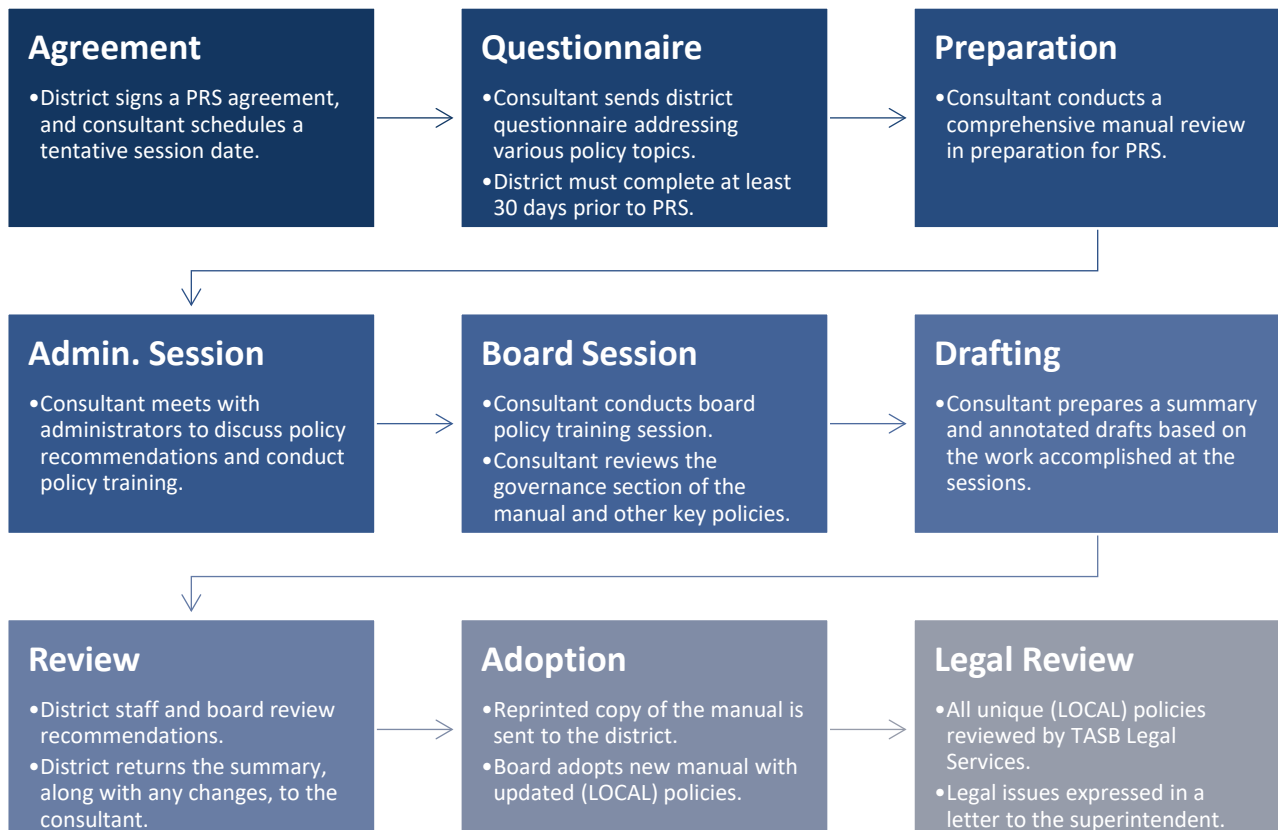 Agreement
•District signs a PRS agreement,
and consultant schedules a
tentative session date.
Questionnaire
•Consultant sends district
questionnaire addressing
various policy topics.
•District must complete at least
30 days prior to PRS.
Preparation
•Consultant conducts a
comprehensive manual review
in preparation for PRS.
Admin. Session
•Consultant meets with
administrators to discuss policy
recommendations and conduct
policy training.
Board Session
•Consultant conducts board
policy training session.
•Consultant reviews the
governance section of the
manual and other key policies.
Drafting
•Consultant prepares a summary
and annotated drafts based on
the work accomplished at the
sessions.
Review
•District staff and board review
recommendations.
•District returns the summary,
along with any changes, to the
consultant.
Adoption
•Reprinted copy of the manual is
sent to the district.
•Board adopts new manual with
updated (LOCAL) policies.
Legal Review
•All unique (LOCAL) policies
reviewed by TASB Legal
Services.
•Legal issues expressed in a
letter to the superintendent.